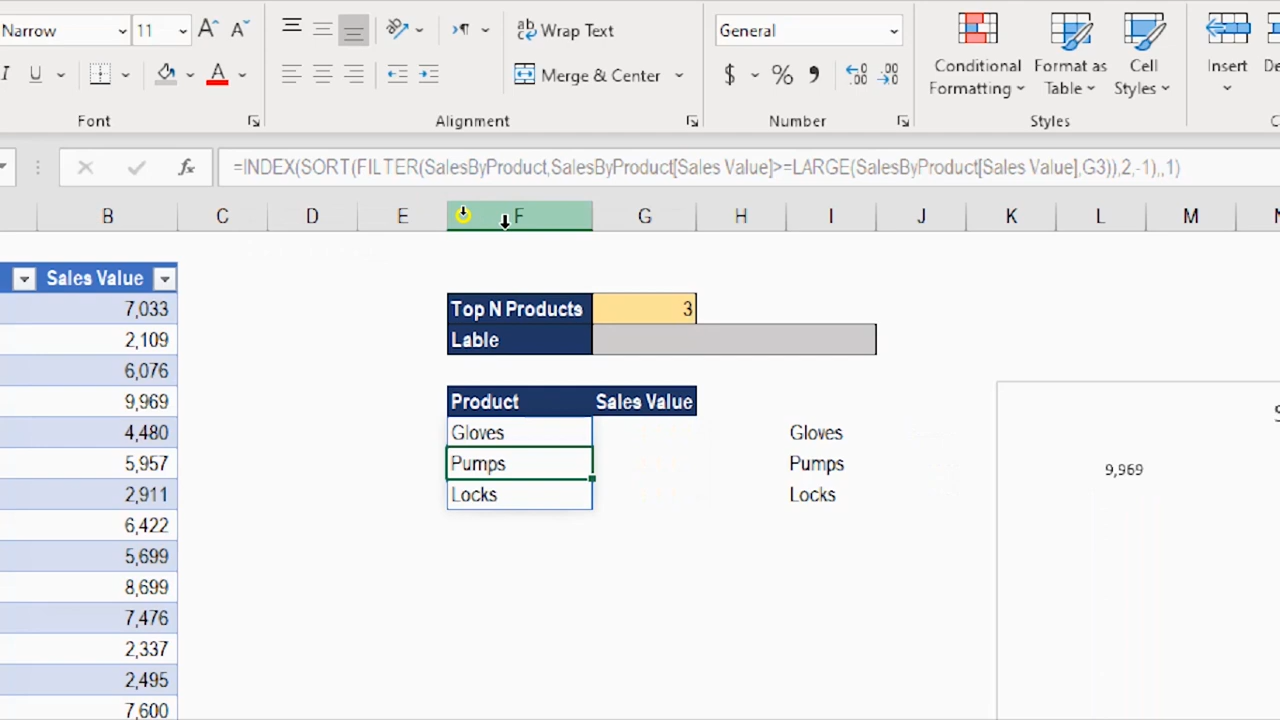 Narrow 11 A A Wrap Text General
I U A Merge & Center $ % , Conditional Formatting Format as Table Cell Styles Insert
Font Alignment Number Styles
fx =INDEX(SORT(FILTER(SalesByProduct,SalesByProduct[Sales Value]>=LARGE(SalesByProduct[Sales Value],G3)),2,-1),,1)
B C D E F G H I J K L M N
Sales Value
7,033 Top N Products 3
2,109 Lable
6,076
9,969 Product Sales Value
4,480 Gloves Gloves
5,957 Pumps Pumps 9,969
2,911 Locks Locks
6,422
5,699
8,699
7,476
2,337
2,495
7,600